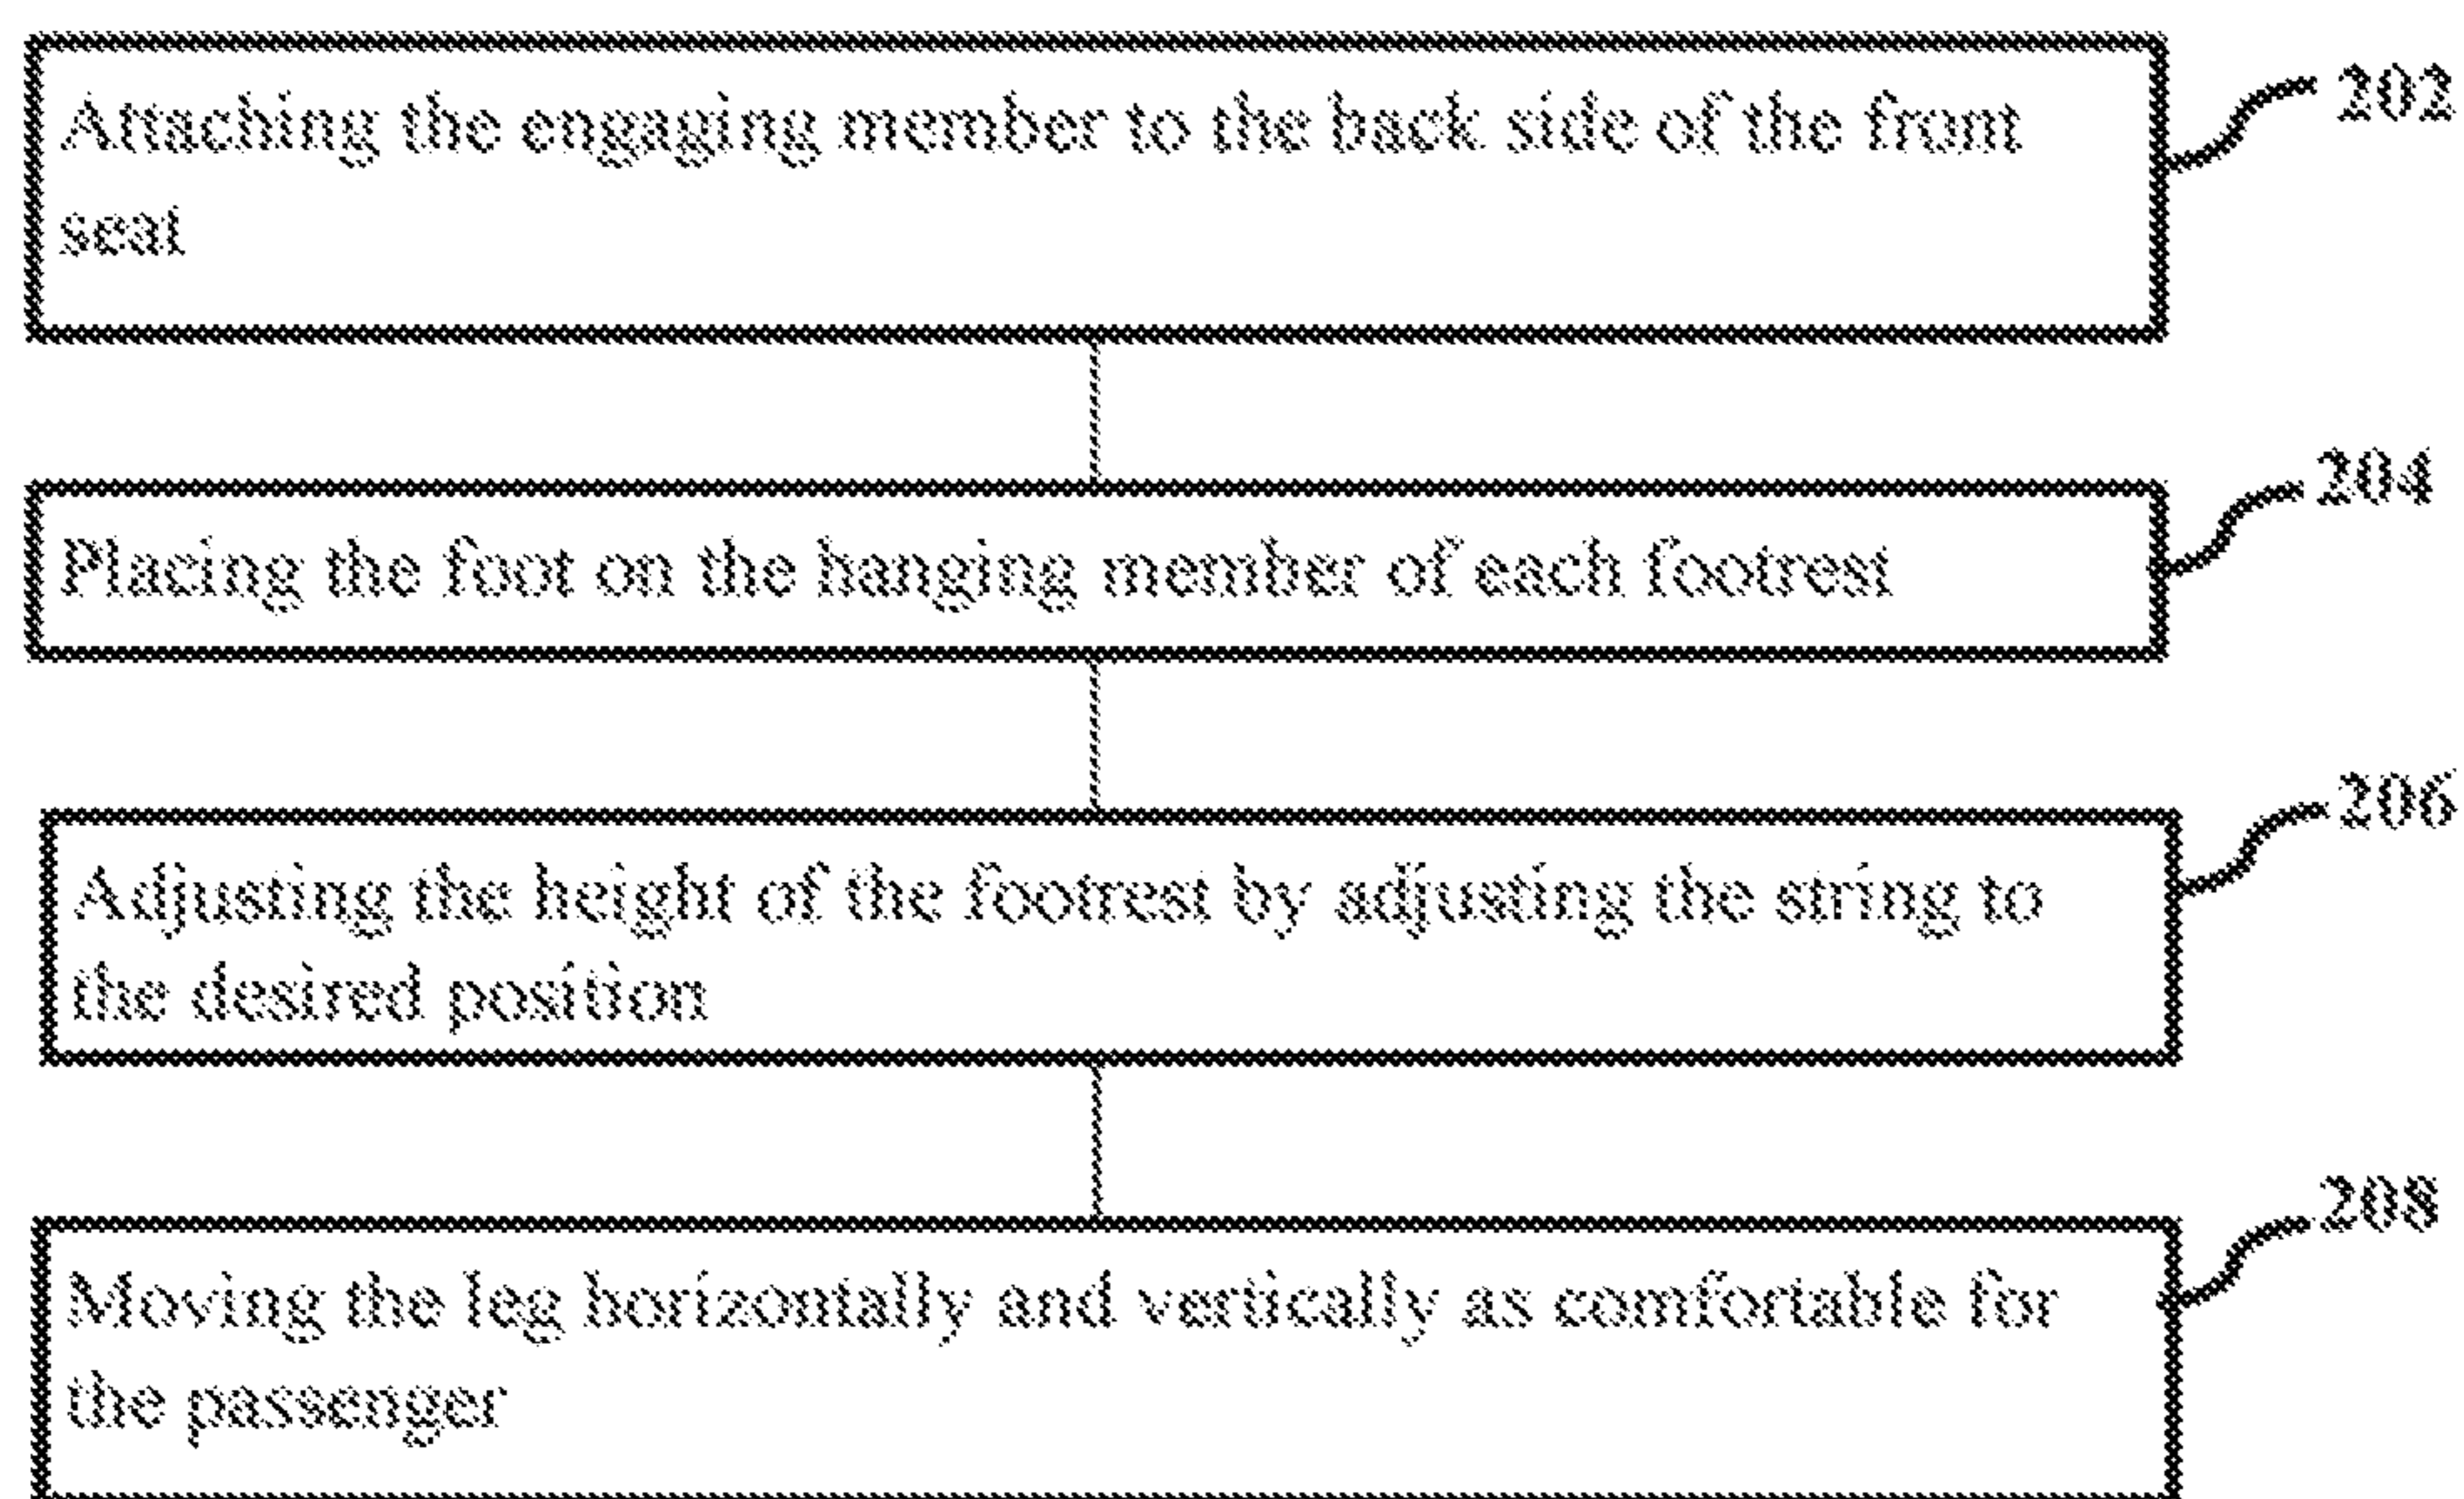 Attaching the engaging member to the back side of the front
202
seat
Placing the foot on the hanging member of each footrest
204
Adjusting the height of the footrest by adjusting the string to
206
the desired position
Moving the leg horizontally and vertically as comfortable for
208
the passenger